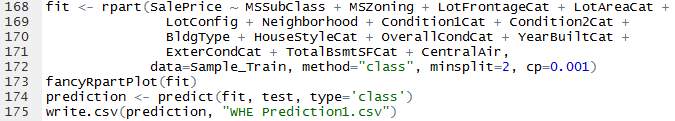 168 fit <- rpart(SalePrice ~ MSSubClass + MSZoning + LotFrontageCat + LotAreaCat +
169 LotConfig + Neighborhood + Condition1Cat + Condition2Cat +
170 BldgType + HouseStyleCat + OverallCondCat + YearBuiltCat +
171 ExterCondCat + TotalBsmtSFCat + CentralAir,
172 data=Sample_Train, method="class", minsplit=2, cp=0.001)
173 fancyRpartPlot(fit)
174 prediction <- predict(fit, test, type='class')
175 write.csv(prediction, "WHE Prediction1.csv")